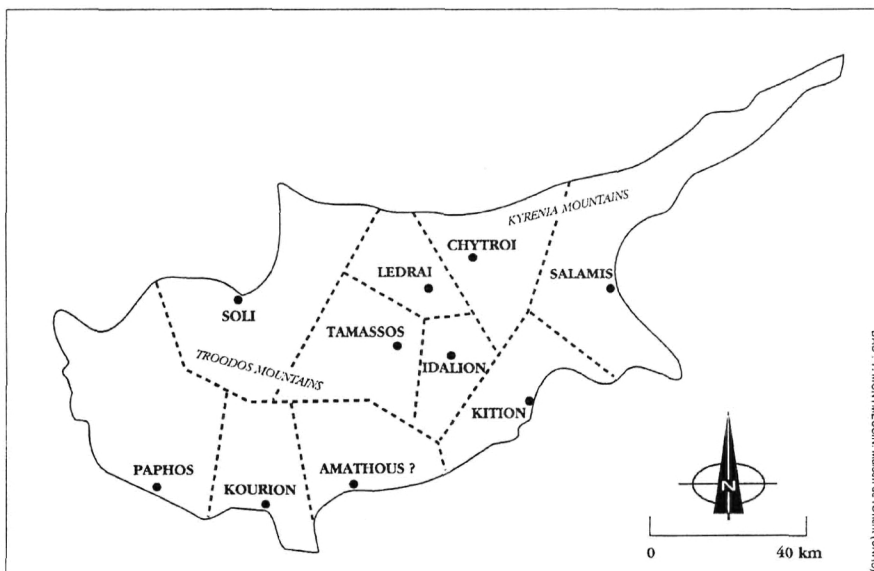 KYRENIA MOUNTAINS
CHYTROI
LEDRAI
SALAMIS
SOLI
TAMASSOS
IDALION
TROODOS MOUNTAINS
KITION
PAPHOS
KOURION
AMATHOUS ?
N
0 40 km